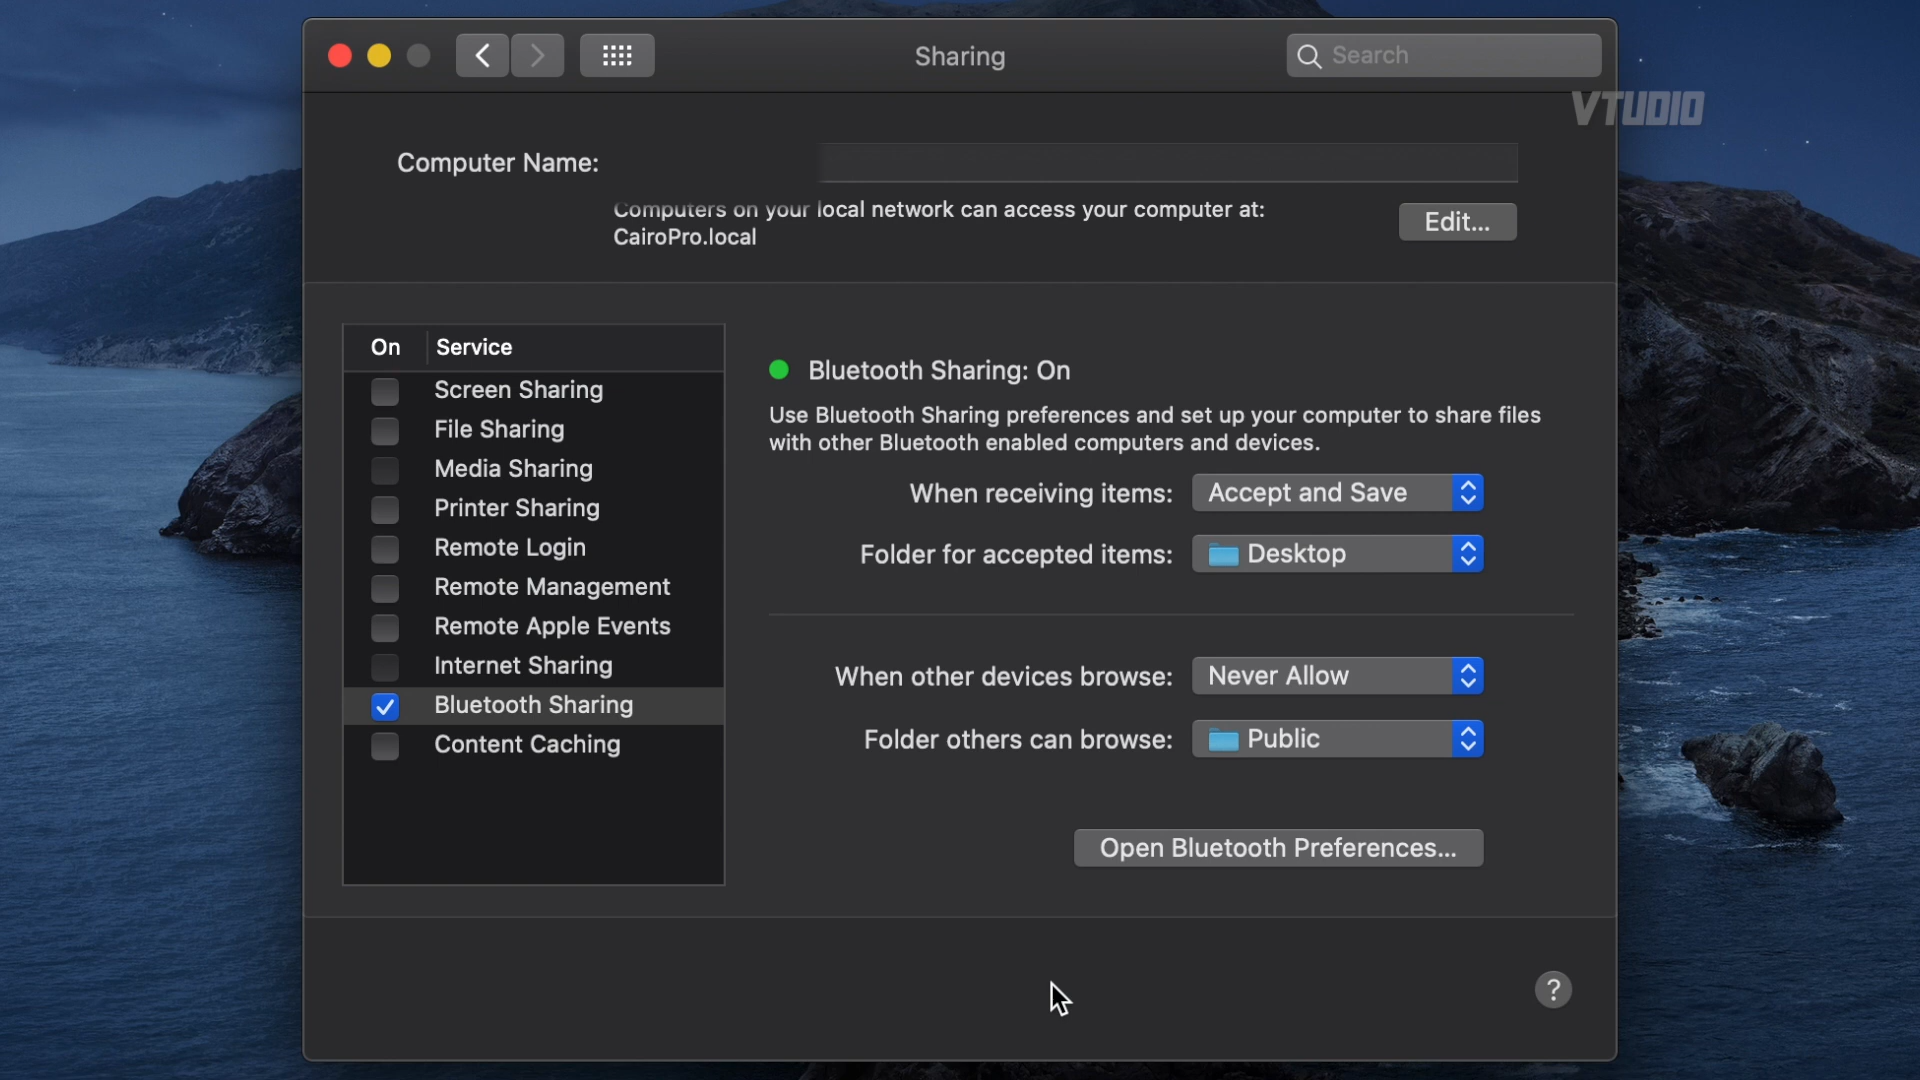 Sharing
Search
VTUDIO
Computer Name:
Computers on your local network can access your computer at:
CairoPro.local
Edit...
On
Service
Screen Sharing
File Sharing
Media Sharing
Printer Sharing
Remote Login
Remote Management
Remote Apple Events
Internet Sharing
Bluetooth Sharing
Content Caching
Bluetooth Sharing: On
Use Bluetooth Sharing preferences and set up your computer to share files
with other Bluetooth enabled computers and devices.
When receiving items: Accept and Save
Folder for accepted items: Desktop
When other devices browse: Never Allow
Folder others can browse: Public
Open Bluetooth Preferences...
?